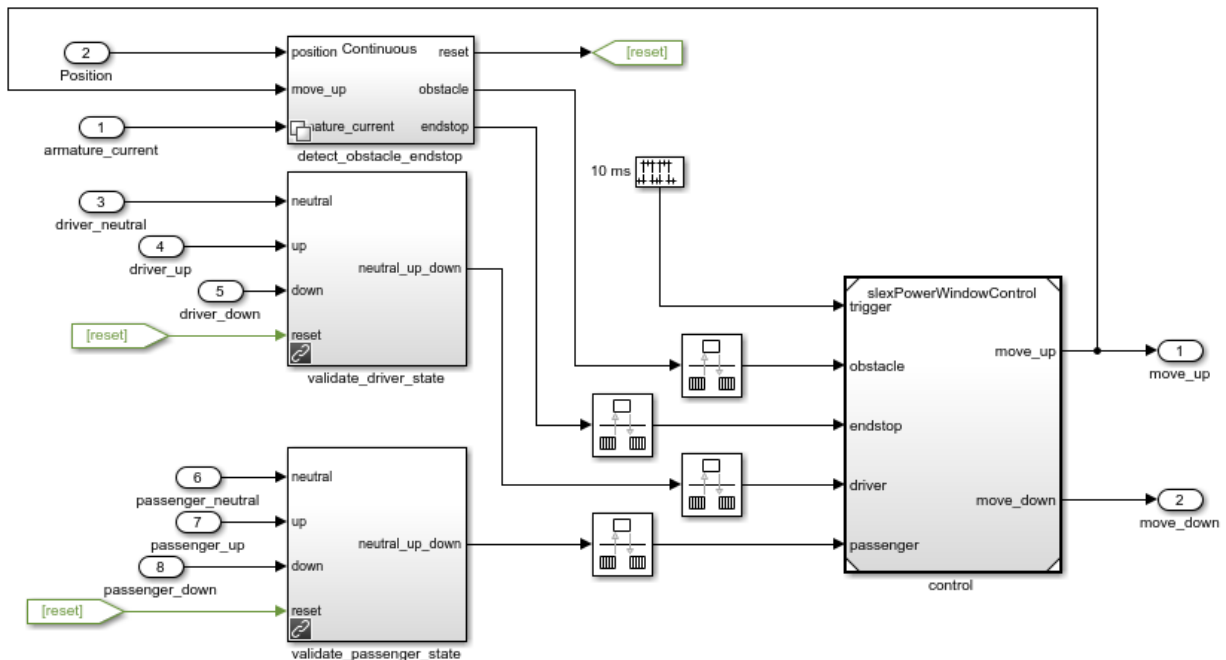 2
Position
position
Continuous
reset
[reset]
move_up
obstacle
1
armature_current
endstop
detect_obstacle_endstop
10 ms
3
driver_neutral
neutral
4
driver_up
up
neutral_up_down
5
driver_down
down
[reset]
reset
validate_driver_state
slexPowerWindowControl
trigger
obstacle
endstop
driver
passenger
move_up
move_down
control
1
move_up
2
move_down
6
passenger_neutral
neutral
7
passenger_up
up
neutral_up_down
8
passenger_down
down
[reset]
reset
validate_passenger_state